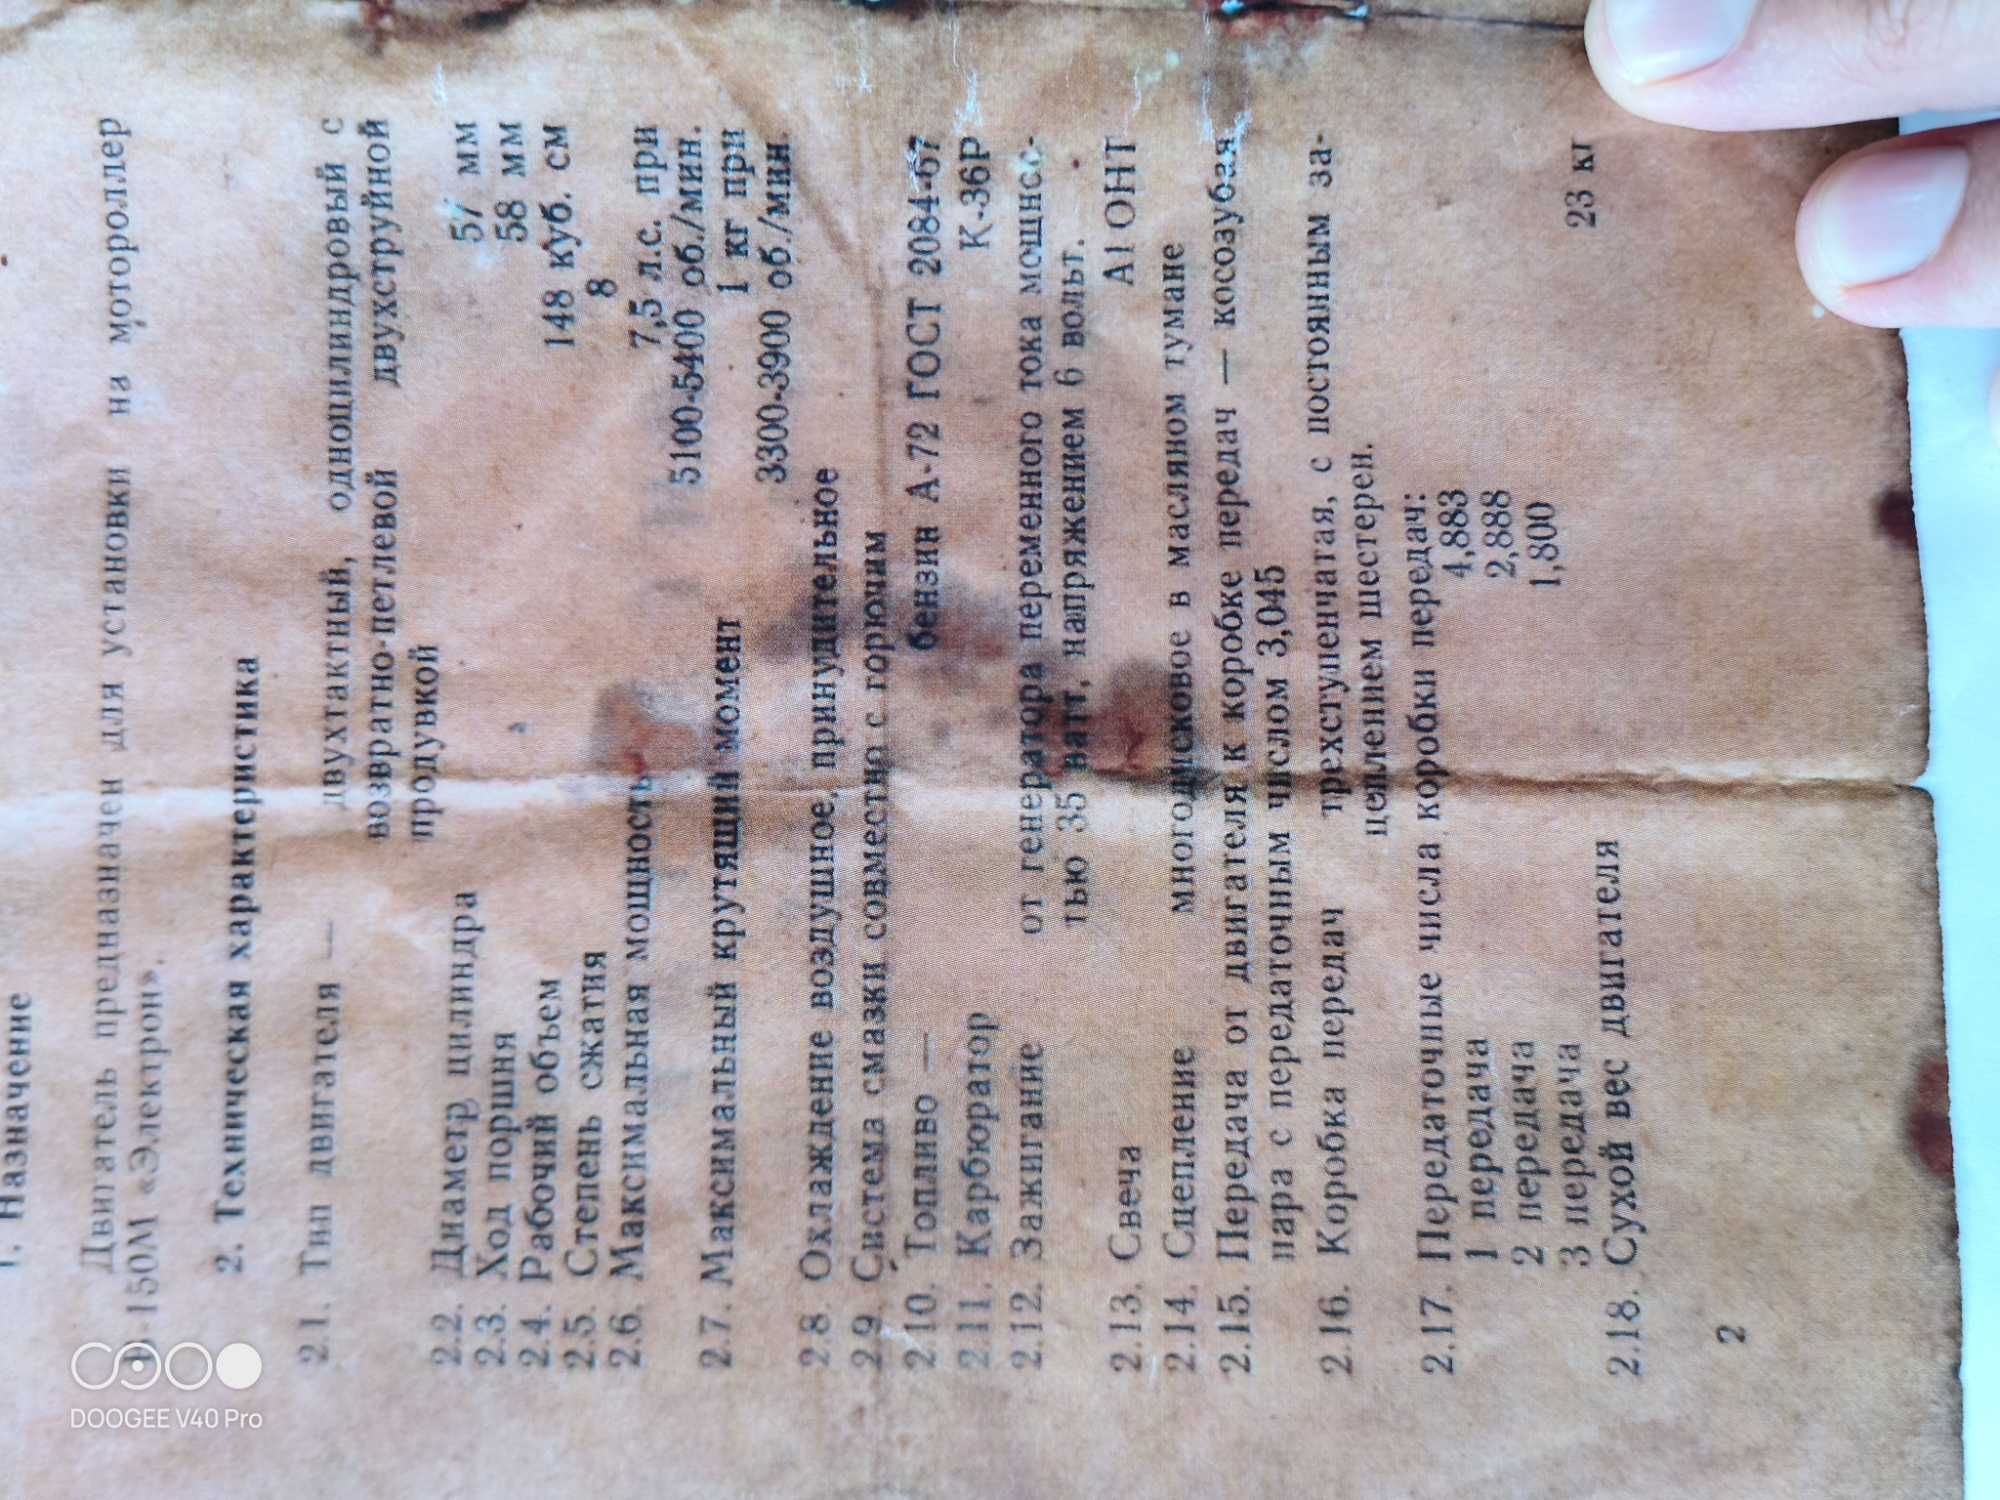 1. Назначение
Двигатель предназначен для установки на мотороллер
В-150М «Электрон».
2. Техническая характеристика
2.1. Тип двигателя — двухтактный, одноцилиндровый с
возвратно-петлевой двухструйной
продувкой
2.2. Диаметр цилиндра 57 мм
2.3. Ход поршня 58 мм
2.4. Рабочий объем 148 куб. см
2.5. Степень сжатия 8
2.6. Максимальная мощность 7,5 л.с. при
5100-5400 об./мин.
2.7. Максимальный крутящий момент 1 кг при
3300-3900 об./мин.
2.8. Охлаждение воздушное, принудительное
2.9. Система смазки совместно с горючим
2.10. Топливо — бензин А-72 ГОСТ 2084-67
2.11. Карбюратор К-36Р
2.12. Зажигание от генератора переменного тока мощнос-
тью 35 ватт, напряжением 6 вольт.
2.13. Свеча А1 ОНТ
2.14. Сцепление многодисковое в масляном тумане
2.15. Передача от двигателя к коробке передач — косозубая
пара с передаточным числом 3,045
2.16. Коробка передач трехступенчатая, с постоянным за-
цеплением шестерен.
2.17. Передаточные числа коробки передач:
1 передача 4,883
2 передача 2,888
3 передача 1,800
2.18. Сухой вес двигателя 23 кг
2
DOOGEE V40 Pro